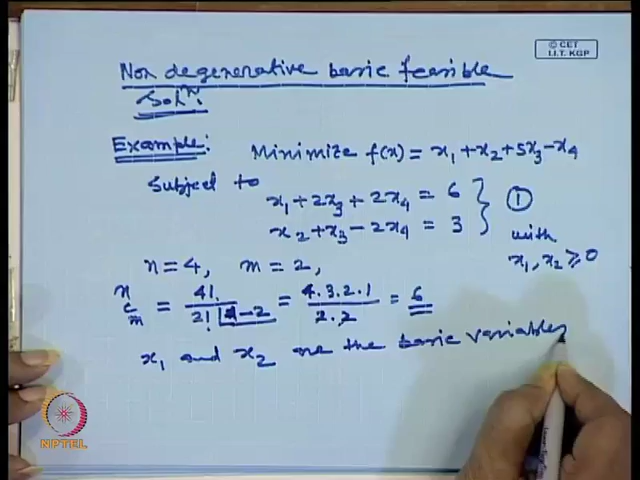 © CET
I.I.T. KGP
Non degenerative basic feasible
Solⁿ.
Example: Minimize f(x) = x₁ + x₂ + 5x₃ - x₄
Subject to
x₁ + 2x₃ + 2x₄ = 6
x₂ + x₃ - 2x₄ = 3
} ①
with
x₁, x₂ ≥ 0
n = 4, m = 2,
ⁿCₘ = 4!/(2! |4-2) = 4.3.2.1/(2.2) = 6
x₁ and x₂ are the basic variables
NPTEL